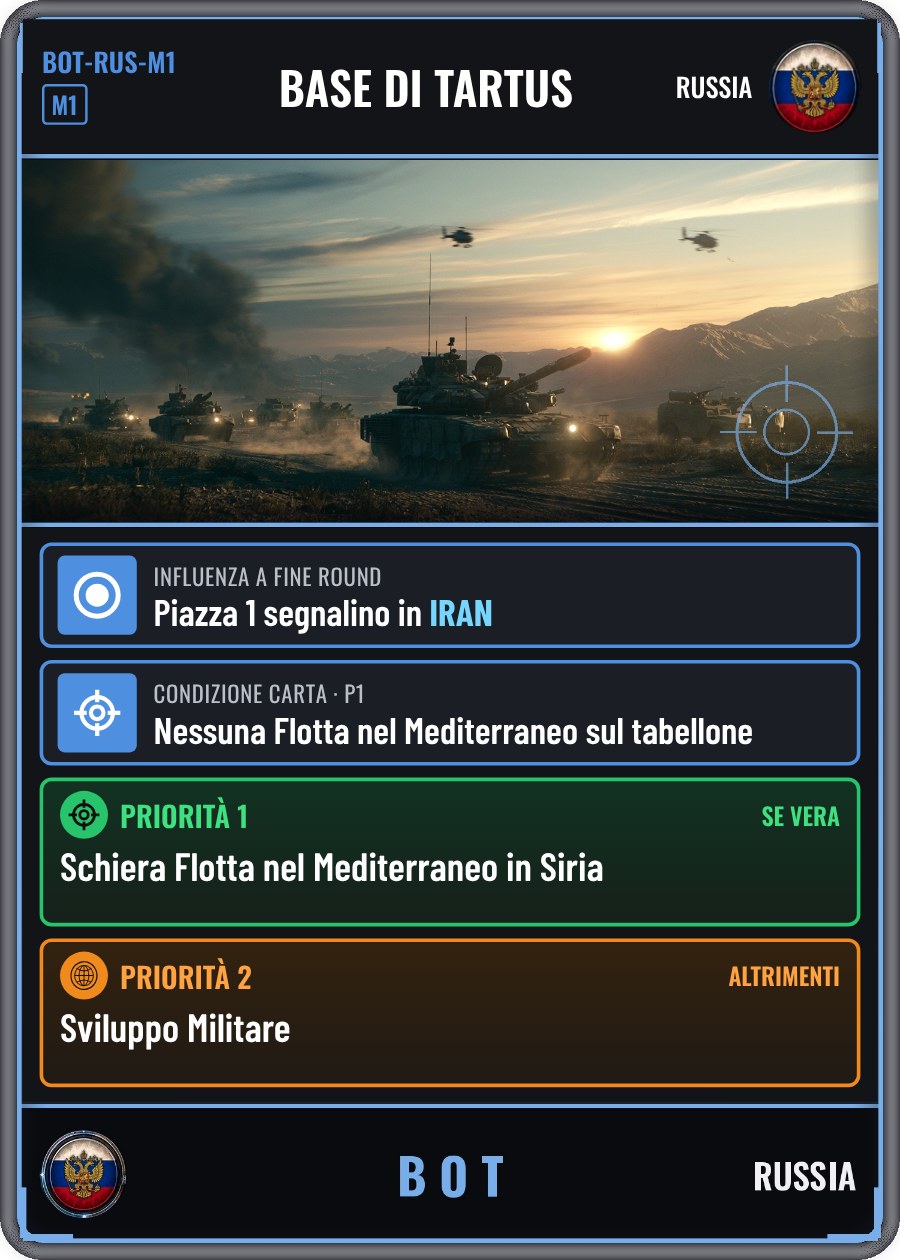 BOT-RUS-M1
M1
BASE DI TARTUS
RUSSIA
INFLUENZA A FINE ROUND
Piazza 1 segnalino in IRAN
CONDIZIONE CARTA · P1
Nessuna Flotta nel Mediterraneo sul tabellone
PRIORITÀ 1
SE VERA
Schiera Flotta nel Mediterraneo in Siria
PRIORITÀ 2
ALTRIMENTI
Sviluppo Militare
BOT
RUSSIA